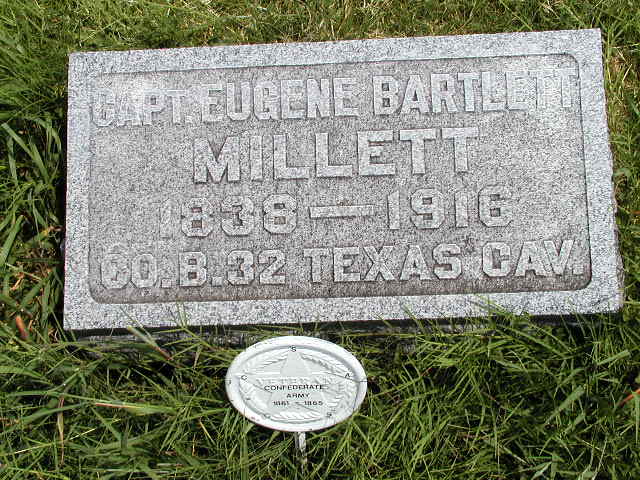 CAPT. EUGENE BARTLETT
MILLETT
1838—1916
CO. B. 32 TEXAS CAV.
C S A
CONFEDERATE
ARMY
1861 - 1865